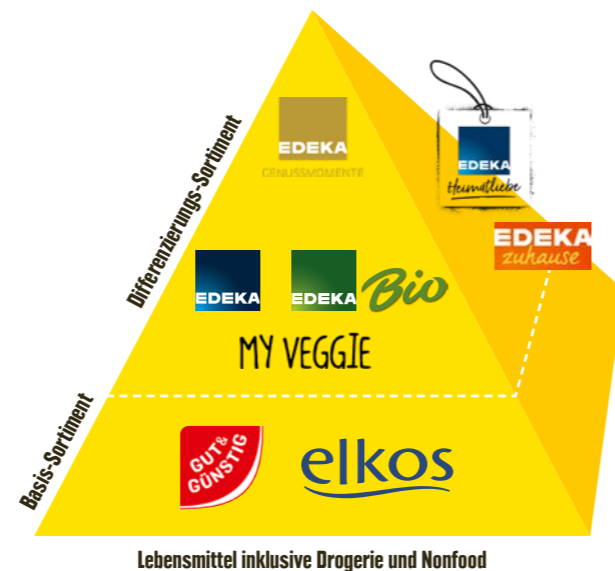 EDEKA
GENUSSMOMENTE
EDEKA
Heimatliebe
EDEKA
zuhause
Differenzierungs-Sortiment
EDEKA
EDEKA Bio
MY VEGGIE
Basis-Sortiment
GUT&
GÜNSTIG
elkos
Lebensmittel inklusive Drogerie und Nonfood